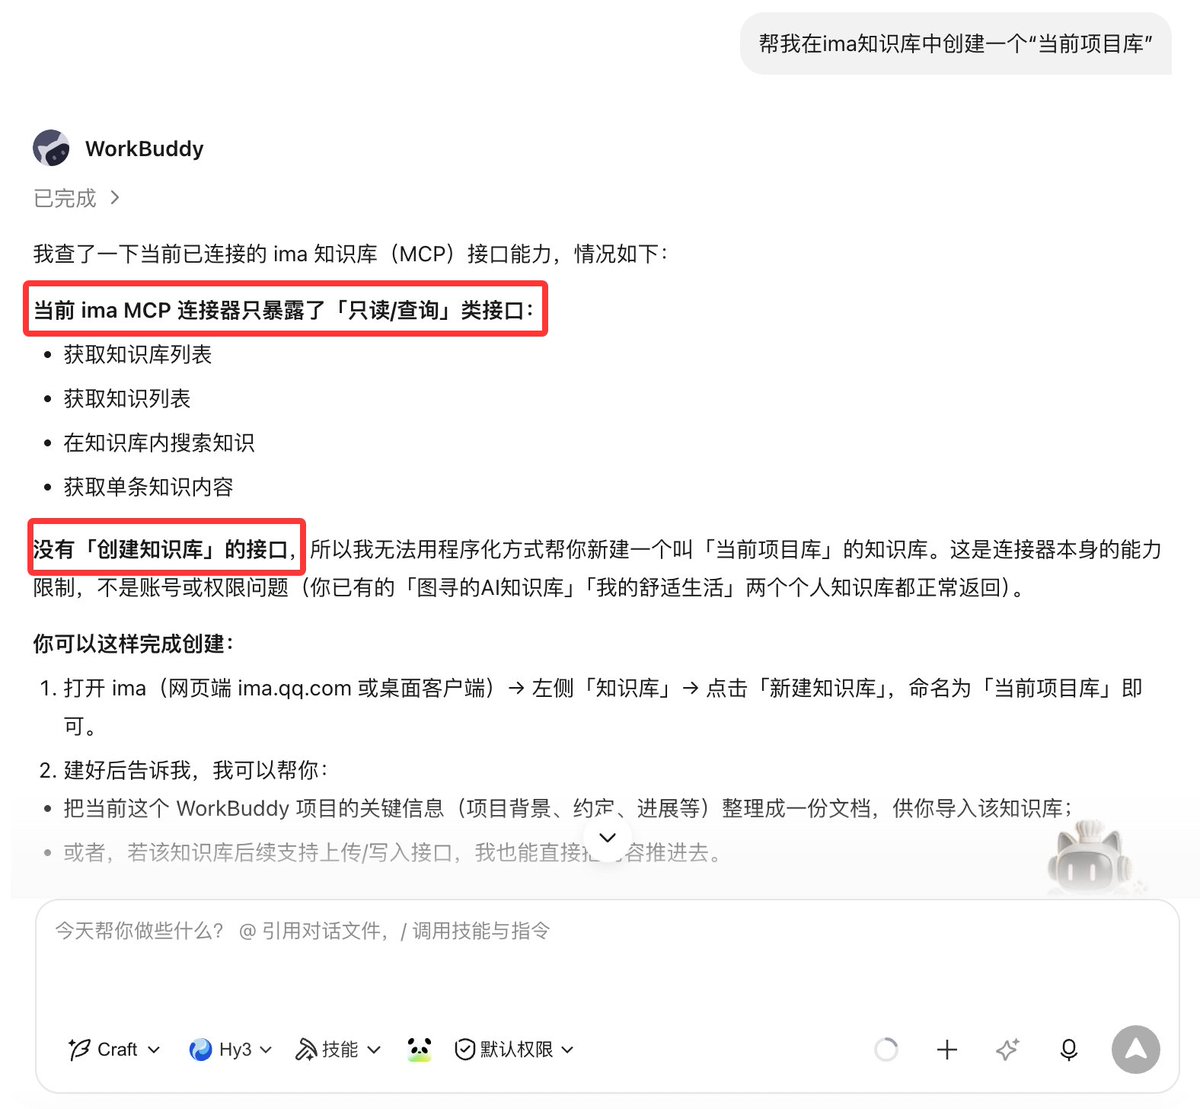 帮我在ima知识库中创建一个“当前项目库”
WorkBuddy
已完成
我查了一下当前已连接的 ima 知识库（MCP）接口能力，情况如下：
当前 ima MCP 连接器只暴露了「只读/查询」类接口：
• 获取知识库列表
• 获取知识列表
• 在知识库内搜索知识
• 获取单条知识内容
没有「创建知识库」的接口，所以我无法用程序化方式帮你新建一个叫「当前项目库」的知识库。这是连接器本身的能力
限制，不是账号或权限问题（你已有的「图寻的AI知识库」「我的舒适生活」两个个人知识库都正常返回）。
你可以这样完成创建：
1. 打开 ima（网页端 ima.qq.com 或桌面客户端）→ 左侧「知识库」→ 点击「新建知识库」，命名为「当前项目库」即
可。
2. 建好后告诉我，我可以帮你：
• 把当前这个 WorkBuddy 项目的关键信息（项目背景、约定、进展等）整理成一份文档，供你导入该知识库；
• 或者，若该知识库后续支持上传/写入接口，我也能直接 容推进去。
今天帮你做些什么？ @ 引用对话文件，/ 调用技能与指令
Craft Hy3 技能 默认权限